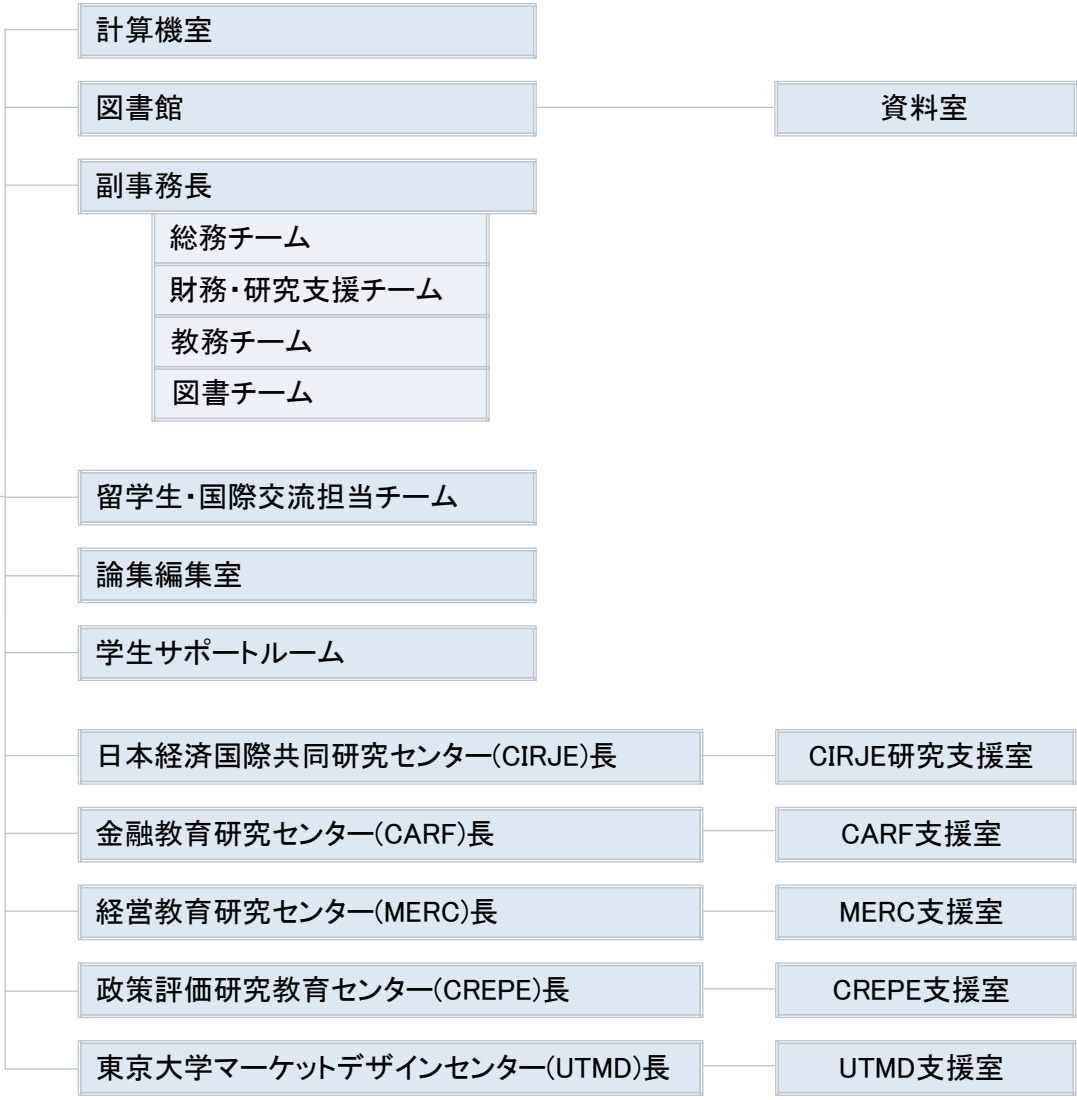 計算機室
図書館
資料室
副事務長
総務チーム
財務・研究支援チーム
教務チーム
図書チーム
留学生・国際交流担当チーム
論集編集室
学生サポートルーム
日本経済国際共同研究センター(CIRJE)長
CIRJE研究支援室
金融教育研究センター(CARF)長
CARF支援室
経営教育研究センター(MERC)長
MERC支援室
政策評価研究教育センター(CREPE)長
CREPE支援室
東京大学マーケットデザインセンター(UTMD)長
UTMD支援室